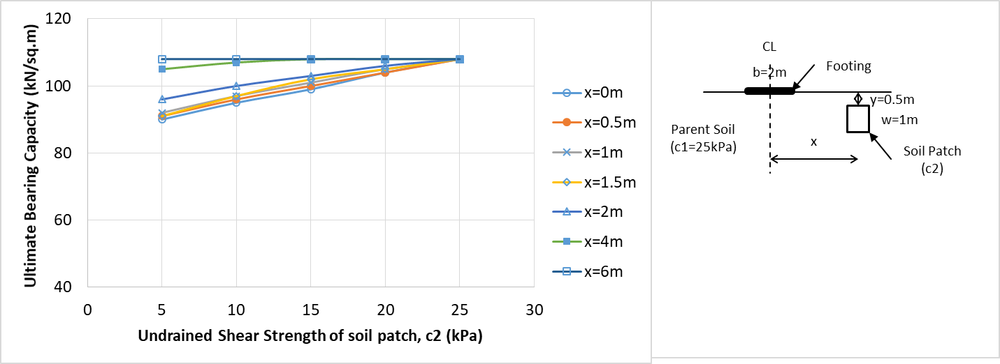 120
100
80
60
40
0
5
10
15
20
25
30
Ultimate Bearing Capacity (kN/sq.m)
Undrained Shear Strength of soil patch, c2 (kPa)
x=0m
x=0.5m
x=1m
x=1.5m
x=2m
x=4m
x=6m
CL
b=2m
Footing
y=0.5m
w=1m
Parent Soil
(c1=25kPa)
x
Soil Patch
(c2)